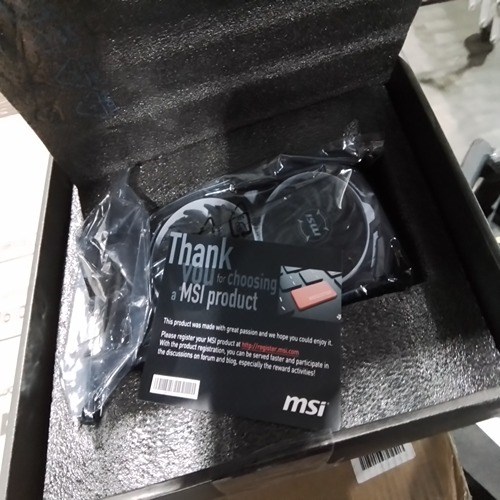 msi
Thank
you for choosing
a MSI product
This product was made with great passion and we hope you could enjoy it.
Please register your MSI product at http://register.msi.com
With the product registration, you can be served faster and participate in
the discussions on forum and blog, especially the reward activities!
msi